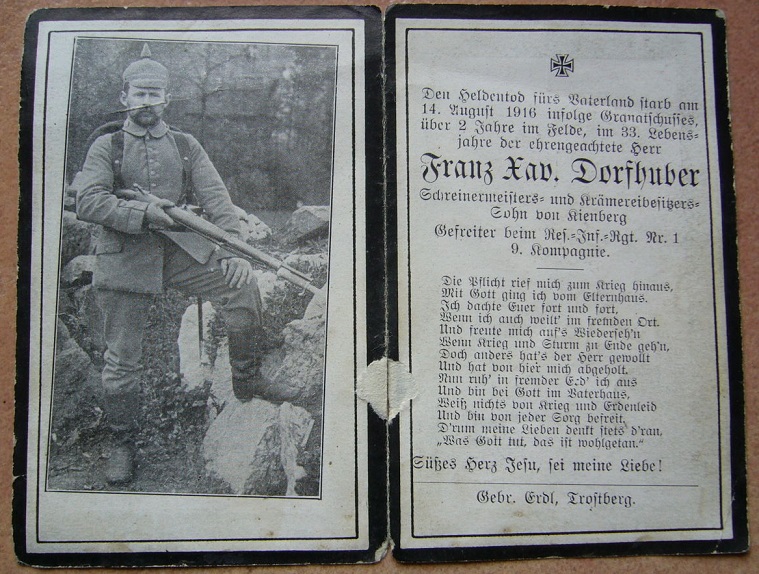 Den Heldentod fürs Vaterland starb am
14. August 1916 infolge Granatschusses,
über 2 Jahre im Felde, im 33. Lebens-
jahre der ehrengeachtete Herr
Franz Xav. Dorfhuber
Schreinermeisters- und Krämereibesitzers-
Sohn von Kienberg
Gefreiter beim Res.-Inf.-Rgt. Nr. 1
9. Kompagnie.
Die Pflicht rief mich zum Krieg hinaus,
Mit Gott ging ich vom Elternhaus.
Ich dachte Euer fort und fort,
Wenn ich auch weilt' im fremden Ort.
Und freute mich auf's Wiederseh'n
Wenn Krieg und Sturm zu Ende geh'n,
Doch anders hat's der Herr gewollt
Und hat von hier mich abgeholt.
Nun ruh' in fremder Erd' ich aus
Und bin bei Gott im Vaterhaus,
Weiß nichts von Krieg und Erdenleid
Und bin von jeder Sorg befreit,
D'rum meine Lieben denkt stets d'ran,
„Was Gott tut, das ist wohlgetan.“
Süßes Herz Jesu, sei meine Liebe!
Gebr. Erdl, Trostberg.